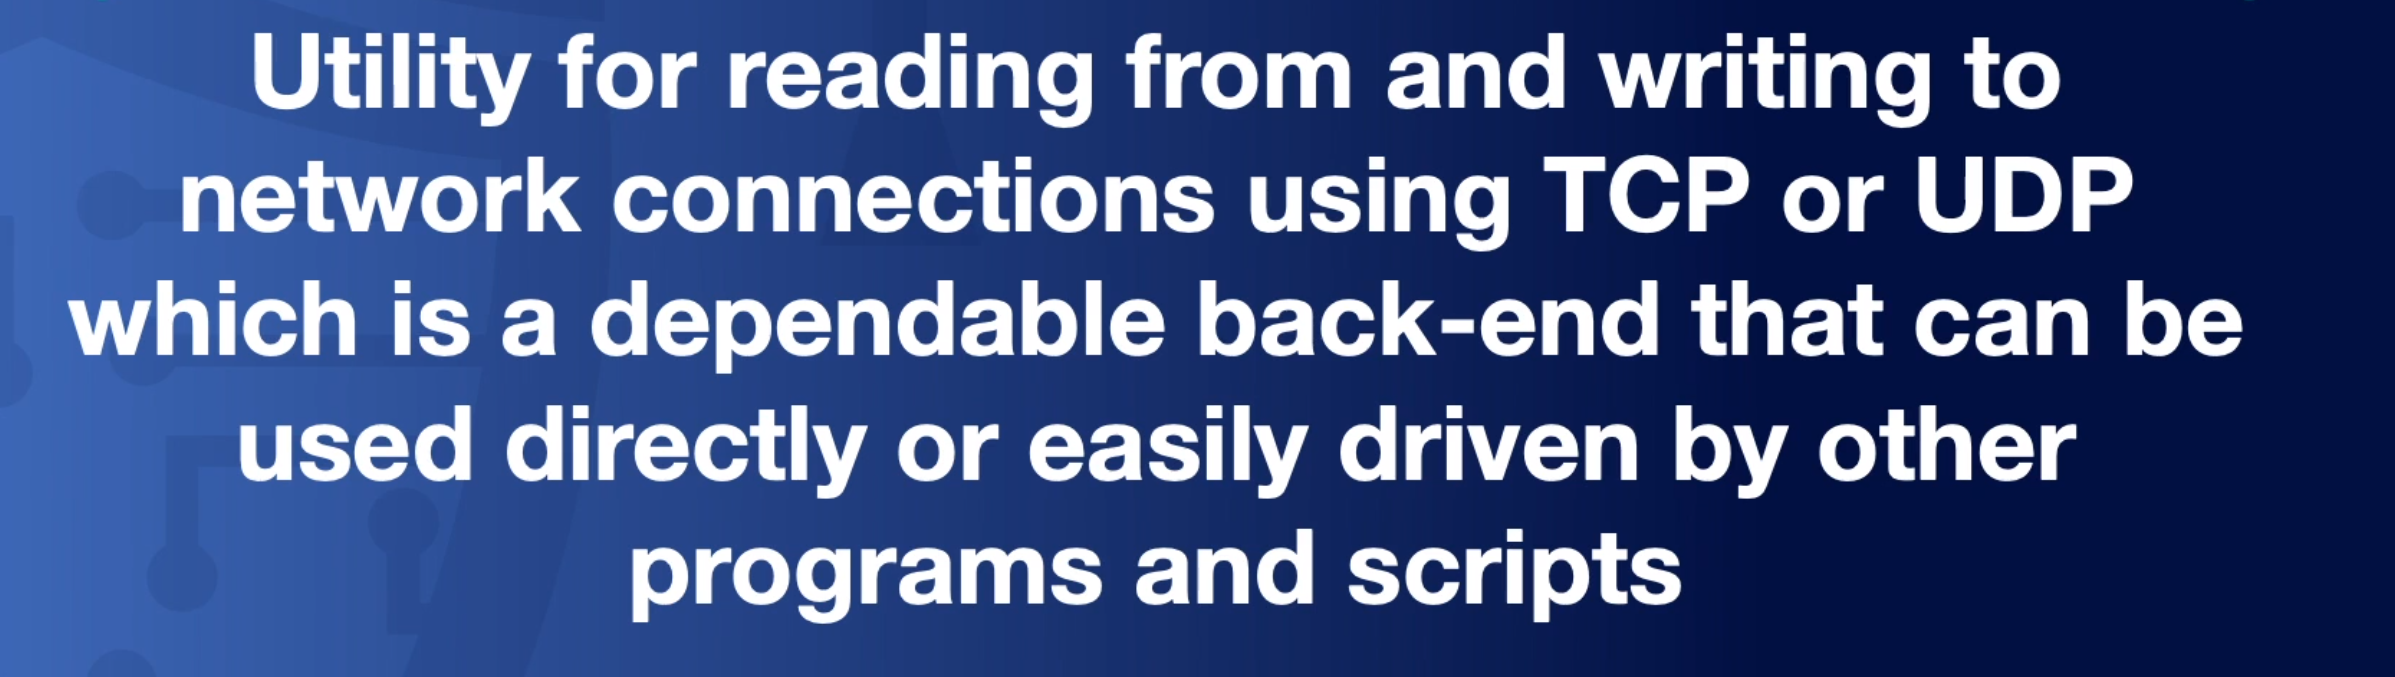 Utility for reading from and writing to
network connections using TCP or UDP
which is a dependable back-end that can be
used directly or easily driven by other
programs and scripts